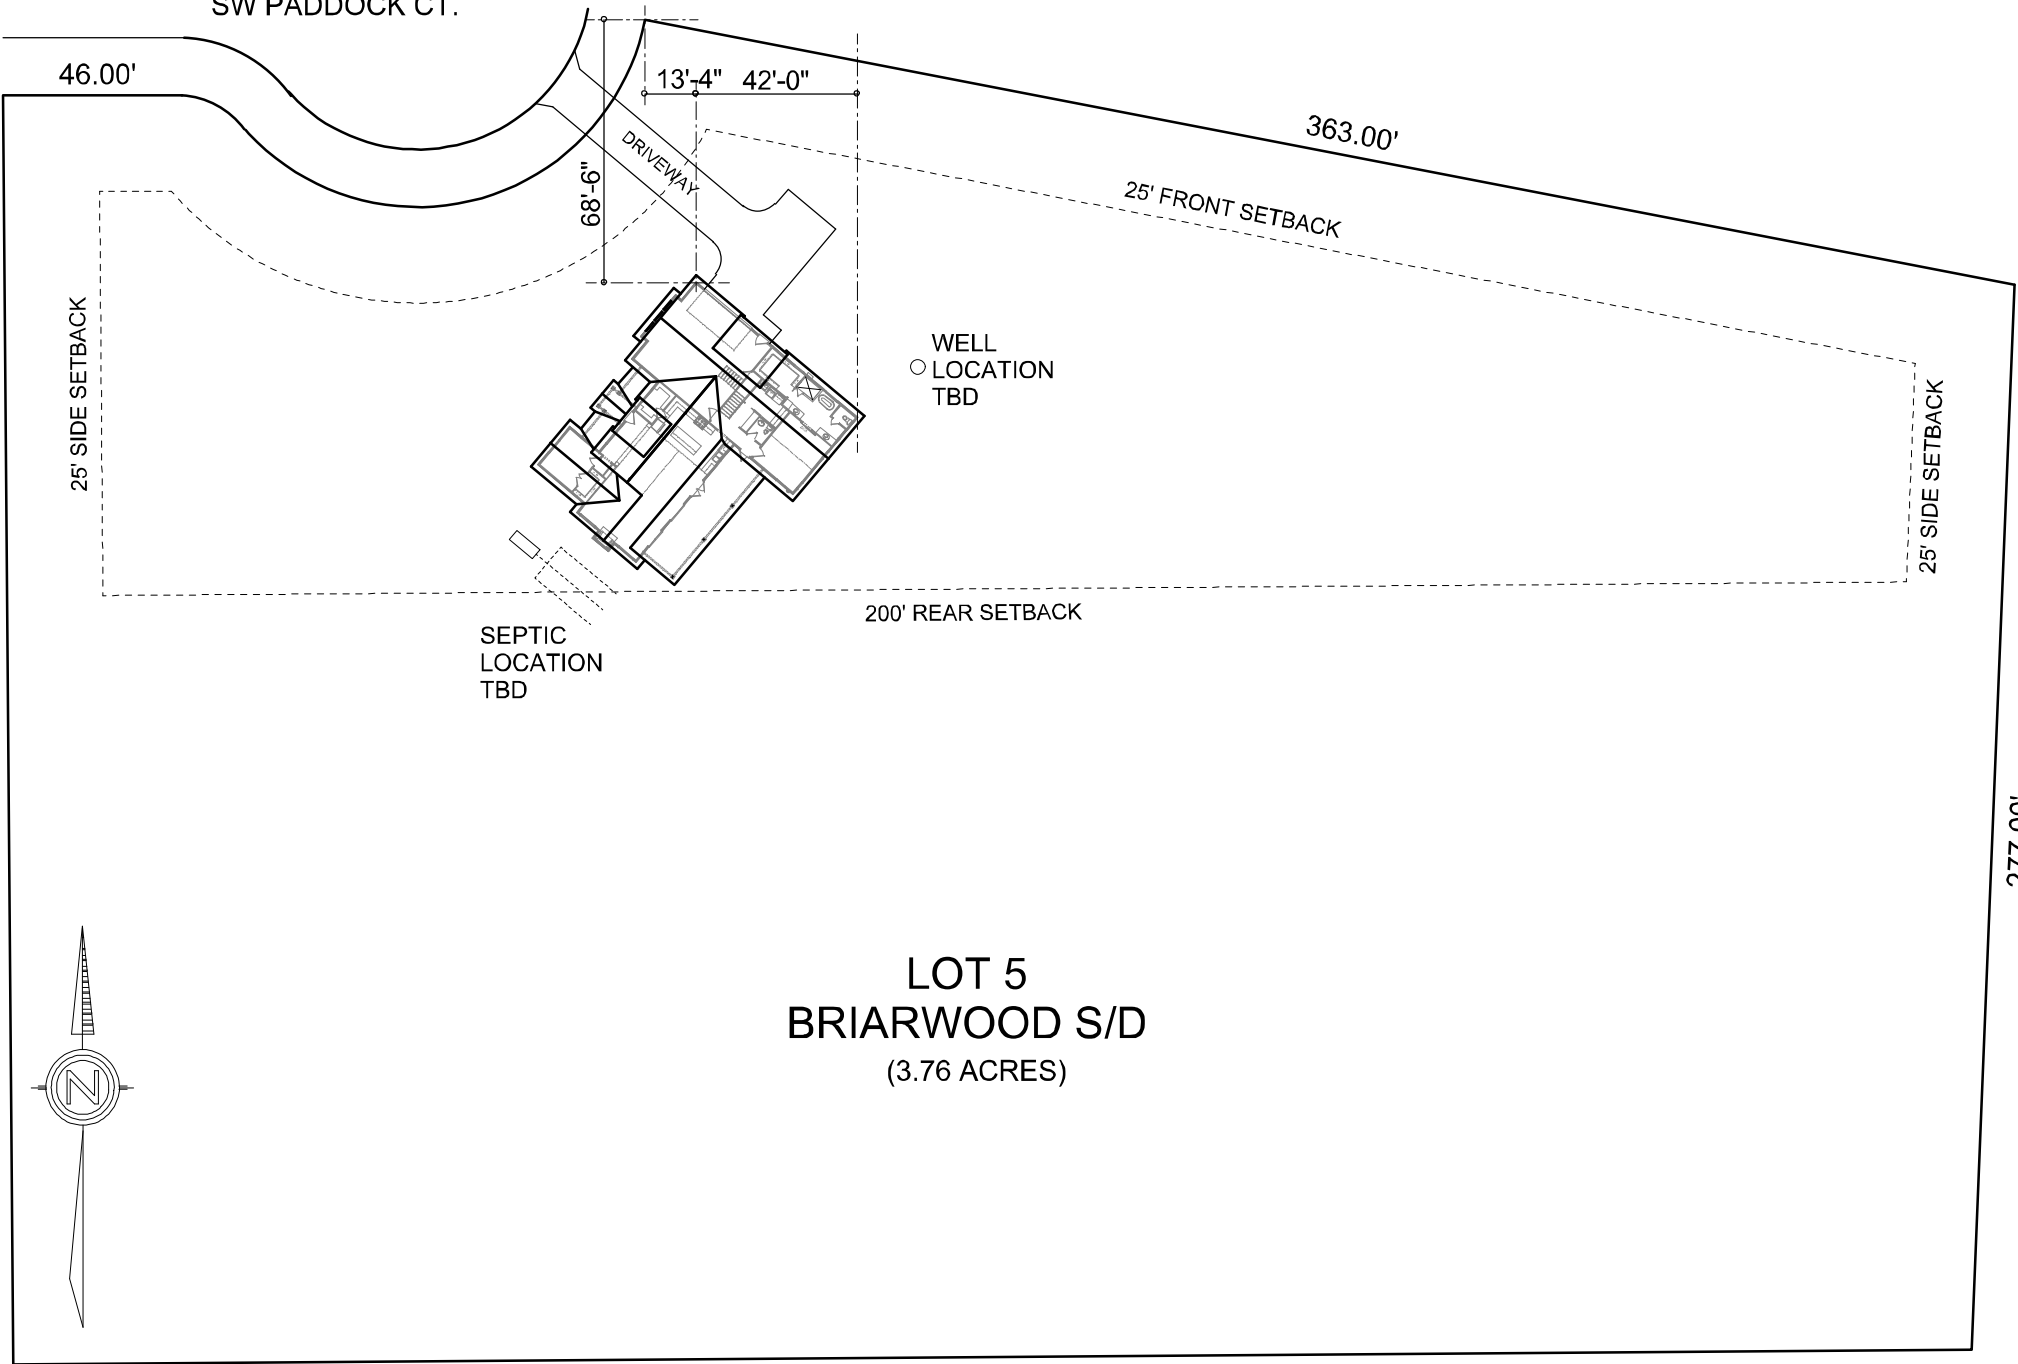 SW PADDOCK CT.
46.00'
13'-4" 42'-0"
363.00'
DRIVEWAY
68'-6"
25' FRONT SETBACK
25' SIDE SETBACK
WELL
LOCATION
TBD
25' SIDE SETBACK
200' REAR SETBACK
SEPTIC
LOCATION
TBD
277.00'
LOT 5
BRIARWOOD S/D
(3.76 ACRES)
N